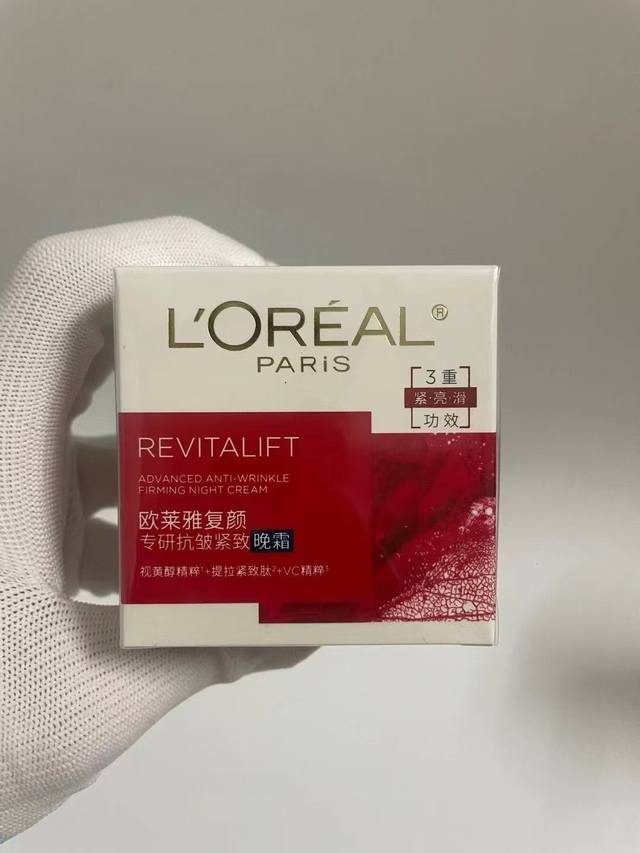 L'ORÉAL®
PARiS
3重
紧·亮·滑
功效
REVITALIFT
ADVANCED ANTI-WRINKLE
FIRMING NIGHT CREAM
欧莱雅复颜
专研抗皱紧致晚霜
视黄醇精粹¹+提拉紧致肽²+VC精粹³